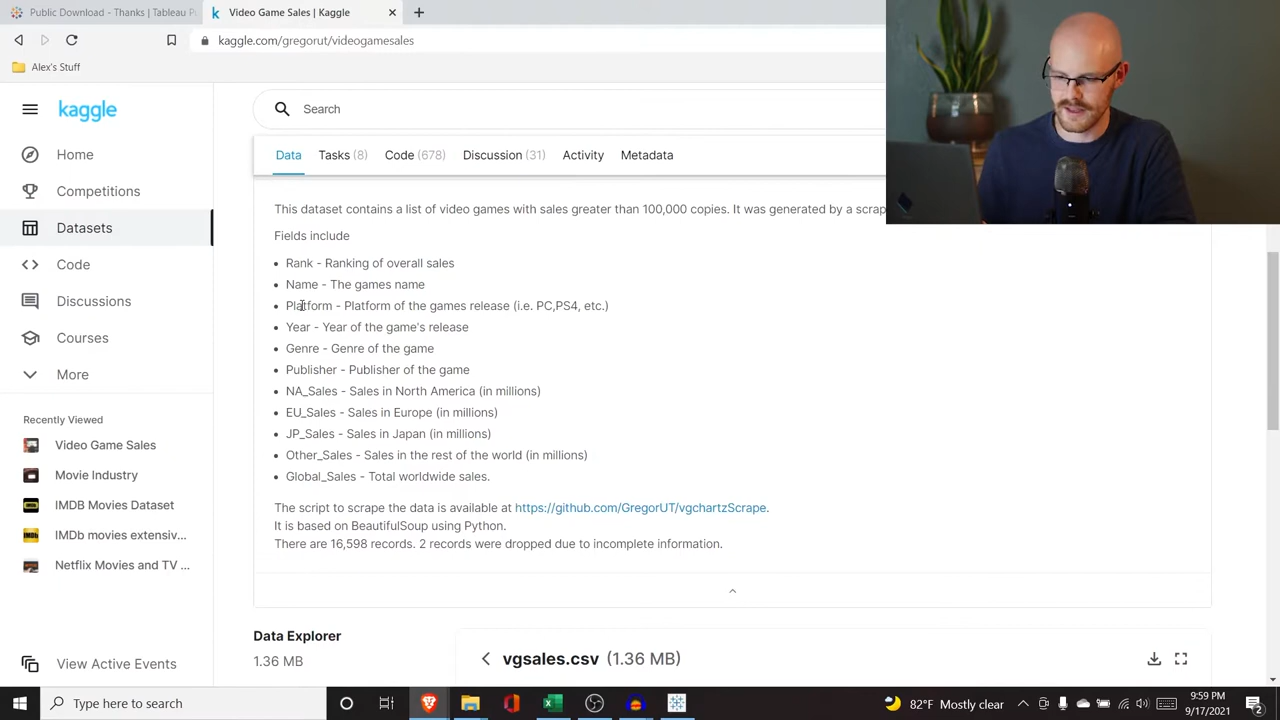 Public Download - Thanks | Tableau P
Video Game Sales | Kaggle
kaggle.com/gregorut/videogamesales
Alex's Stuff
kaggle
Search
Home
Competitions
Datasets
Code
Discussions
Courses
More
Recently Viewed
Video Game Sales
Movie Industry
IMDB Movies Dataset
IMDb movies extensiv...
Netflix Movies and TV ...
View Active Events
Data
Tasks (8)
Code (678)
Discussion (31)
Activity
Metadata
This dataset contains a list of video games with sales greater than 100,000 copies. It was generated by a scrap
Fields include
• Rank - Ranking of overall sales
• Name - The games name
• Platform - Platform of the games release (i.e. PC,PS4, etc.)
• Year - Year of the game's release
• Genre - Genre of the game
• Publisher - Publisher of the game
• NA_Sales - Sales in North America (in millions)
• EU_Sales - Sales in Europe (in millions)
• JP_Sales - Sales in Japan (in millions)
• Other_Sales - Sales in the rest of the world (in millions)
• Global_Sales - Total worldwide sales.
The script to scrape the data is available at https://github.com/GregorUT/vgchartzScrape.
It is based on BeautifulSoup using Python.
There are 16,598 records. 2 records were dropped due to incomplete information.
Data Explorer
1.36 MB
vgsales.csv (1.36 MB)
Type here to search
82°F Mostly clear
9:59 PM
9/17/2021
2